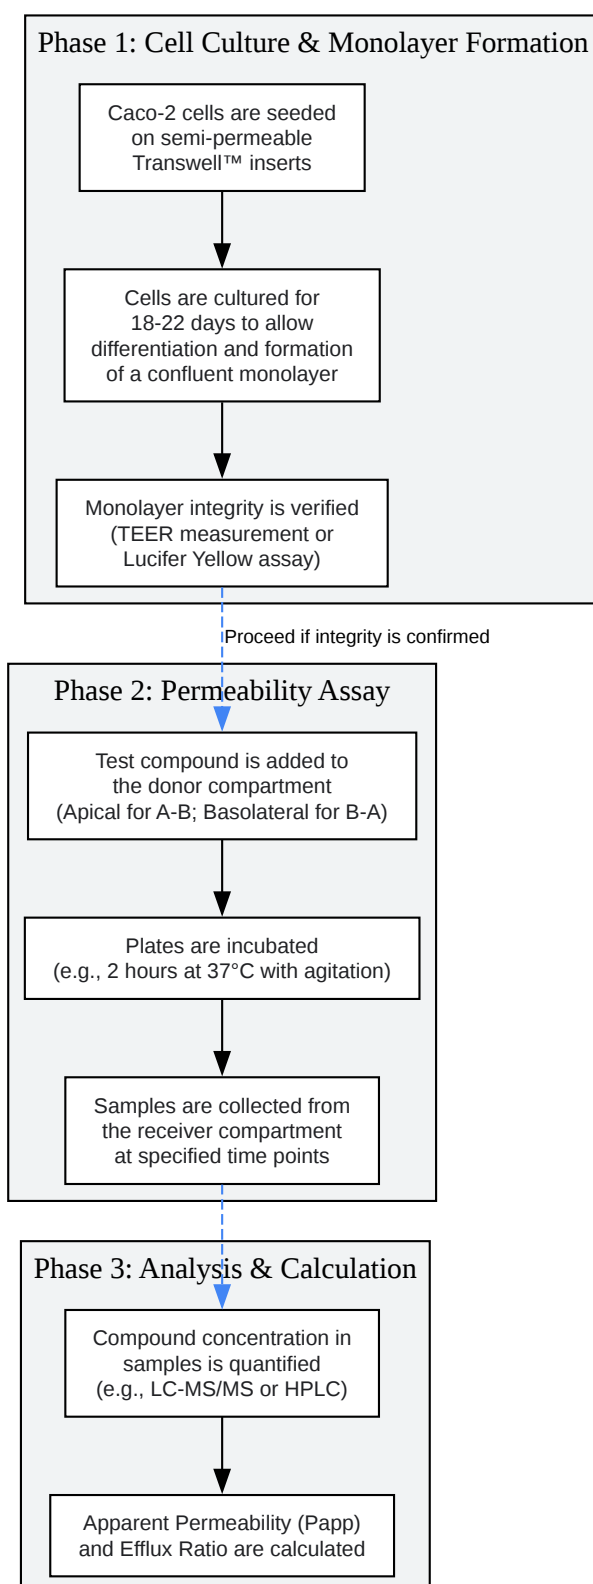 Phase 1: Cell Culture & Monolayer Formation
Caco-2 cells are seeded
on semi-permeable
Transwell™ inserts
Cells are cultured for
18-22 days to allow
differentiation and formation
of a confluent monolayer
Monolayer integrity is verified
(TEER measurement or
Lucifer Yellow assay)
Proceed if integrity is confirmed
Phase 2: Permeability Assay
Test compound is added to
the donor compartment
(Apical for A-B; Basolateral for B-A)
Plates are incubated
(e.g., 2 hours at 37°C with agitation)
Samples are collected from
the receiver compartment
at specified time points
Phase 3: Analysis & Calculation
Compound concentration in
samples is quantified
(e.g., LC-MS/MS or HPLC)
Apparent Permeability (Papp)
and Efflux Ratio are calculated